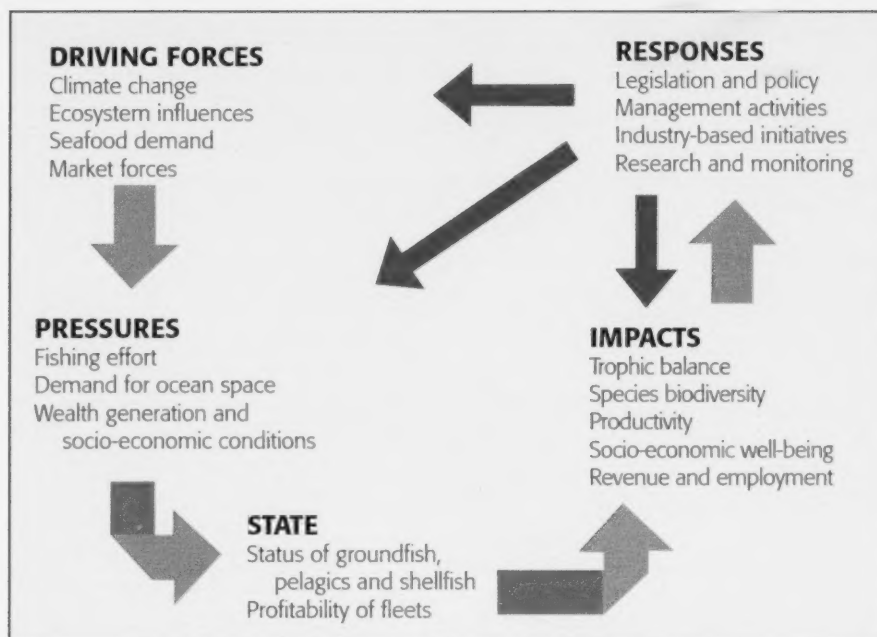 DRIVING FORCES
Climate change
Ecosystem influences
Seafood demand
Market forces
RESPONSES
Legislation and policy
Management activities
Industry-based initiatives
Research and monitoring
PRESSURES
Fishing effort
Demand for ocean space
Wealth generation and
socio-economic conditions
IMPACTS
Trophic balance
Species biodiversity
Productivity
Socio-economic well-being
Revenue and employment
STATE
Status of groundfish,
pelagics and shellfish
Profitability of fleets